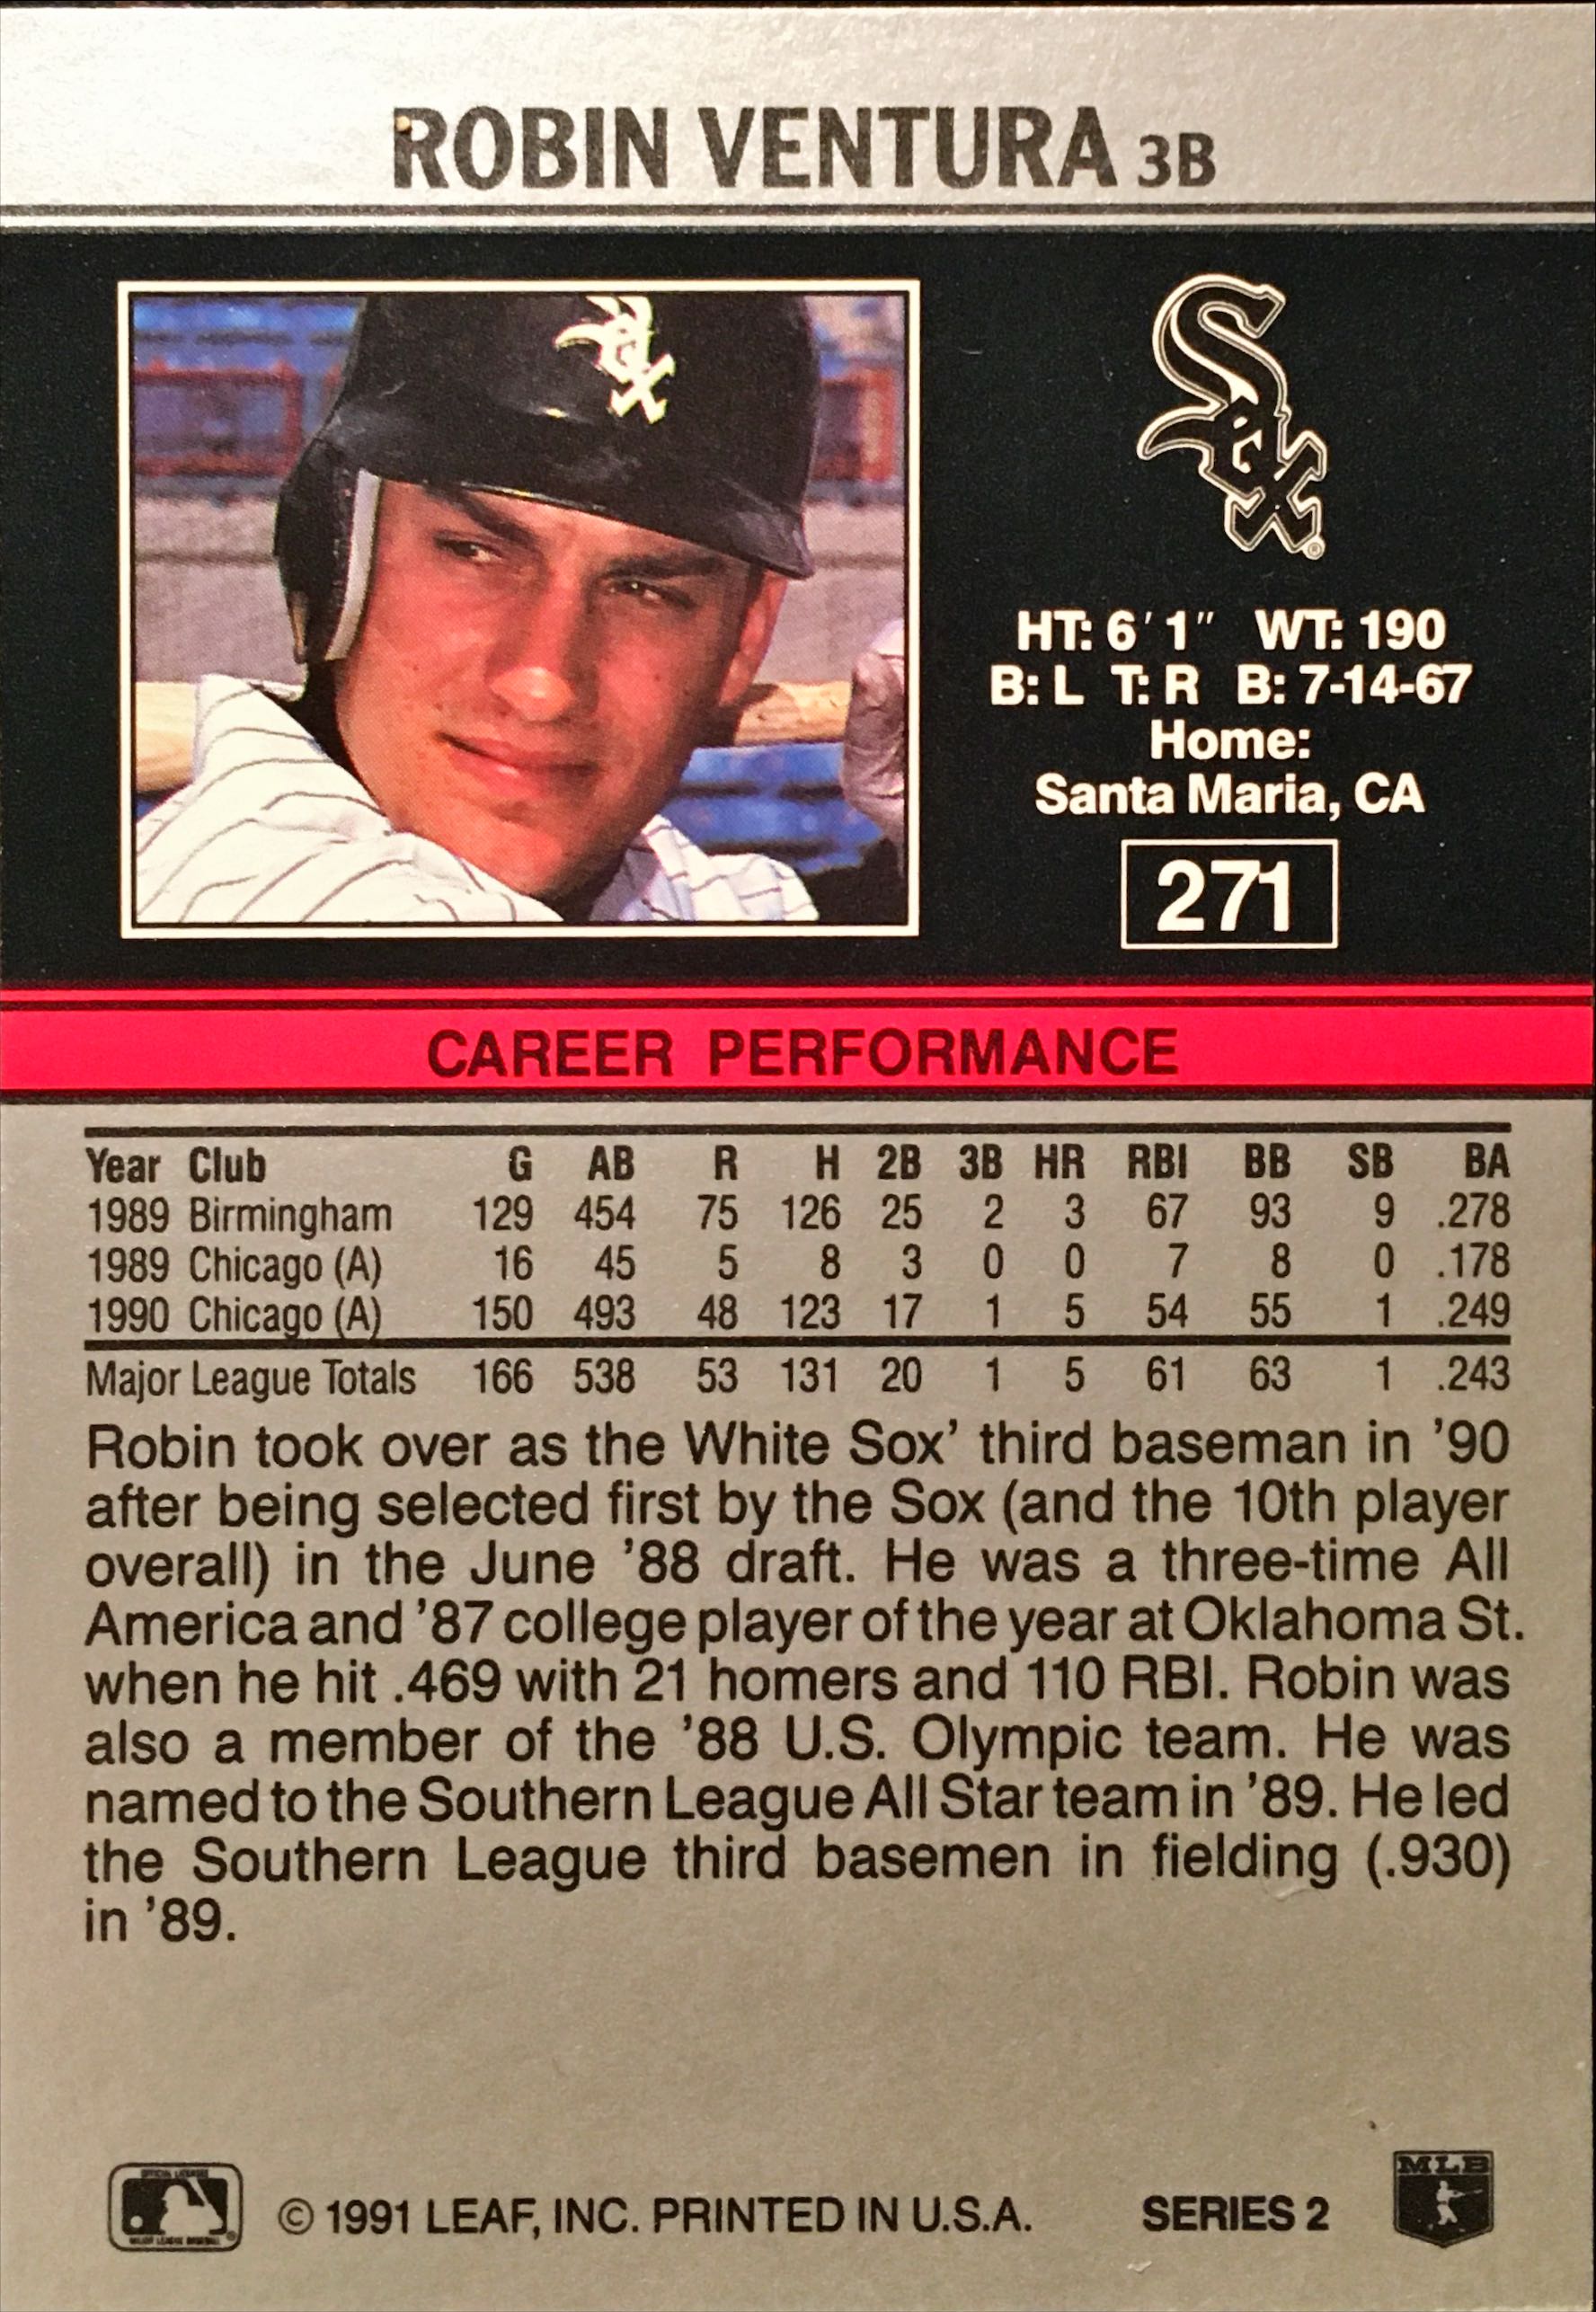 ROBIN VENTURA 3B
Sox
HT: 6'1" WT: 190
B: L T: R B: 7-14-67
Home:
Santa Maria, CA
271
CAREER PERFORMANCE
Year Club G AB R H 2B 3B HR RBI BB SB BA
1989 Birmingham 129 454 75 126 25 2 3 67 93 9 .278
1989 Chicago (A) 16 45 5 8 3 0 0 7 8 0 .178
1990 Chicago (A) 150 493 48 123 17 1 5 54 55 1 .249
Major League Totals 166 538 53 131 20 1 5 61 63 1 .243
Robin took over as the White Sox' third baseman in '90
after being selected first by the Sox (and the 10th player
overall) in the June '88 draft. He was a three-time All
America and '87 college player of the year at Oklahoma St.
when he hit .469 with 21 homers and 110 RBI. Robin was
also a member of the '88 U.S. Olympic team. He was
named to the Southern League All Star team in '89. He led
the Southern League third basemen in fielding (.930)
in '89.
© 1991 LEAF, INC. PRINTED IN U.S.A. SERIES 2 MLB